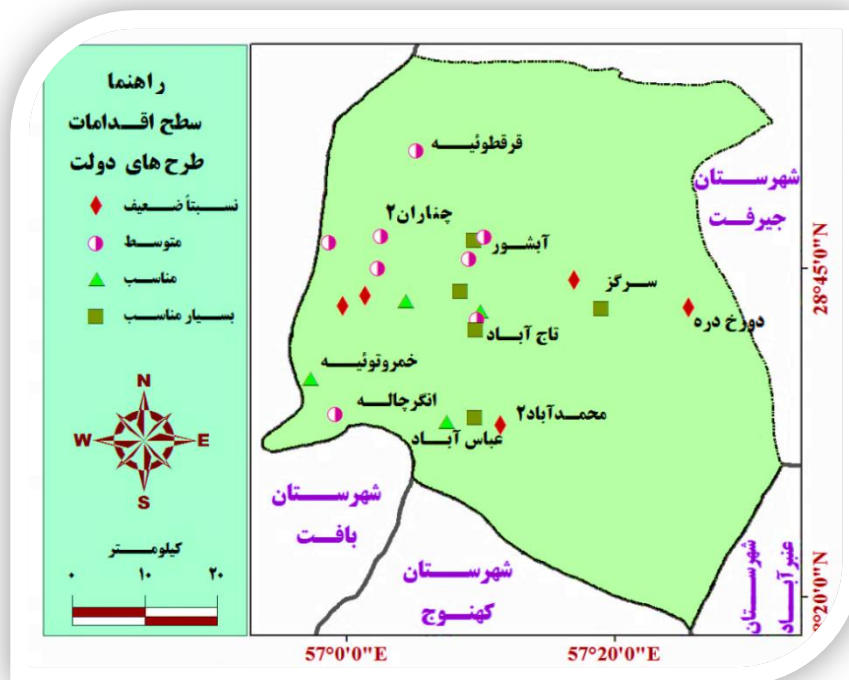 راهنما
سطح اقدامات
طرح های دولت
نسبتاً ضعیف
متوسط
مناسب
بسیار مناسب
N
W
E
S
کیلومتر
۰ ۱۰ ۲۰
قرقطوئیه
چناران۲
آبشور
سرگز
دوزخ دره
تاج آباد
خمروتوئیه
انگرچاله
محمدآباد۲
عباس آباد
شهرستان
جیرفت
شهرستان
بافت
شهرستان
کهنوج
شهرستان
عنبرآباد
28°45'0"N
8°20'0"N
57°0'0"E
57°20'0"E